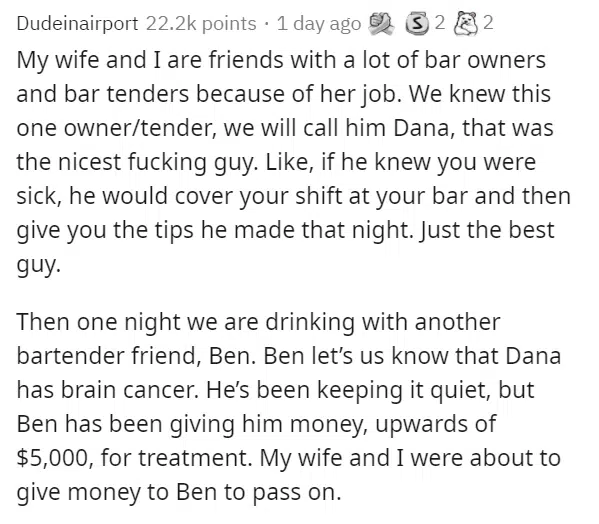 Dudeinairport 22.2k points · 1 day ago S 2 2
My wife and I are friends with a lot of bar owners
and bar tenders because of her job. We knew this
one owner/tender, we will call him Dana, that was
the nicest fucking guy. Like, if he knew you were
sick, he would cover your shift at your bar and then
give you the tips he made that night. Just the best
guy.
Then one night we are drinking with another
bartender friend, Ben. Ben let’s us know that Dana
has brain cancer. He’s been keeping it quiet, but
Ben has been giving him money, upwards of
$5,000, for treatment. My wife and I were about to
give money to Ben to pass on.